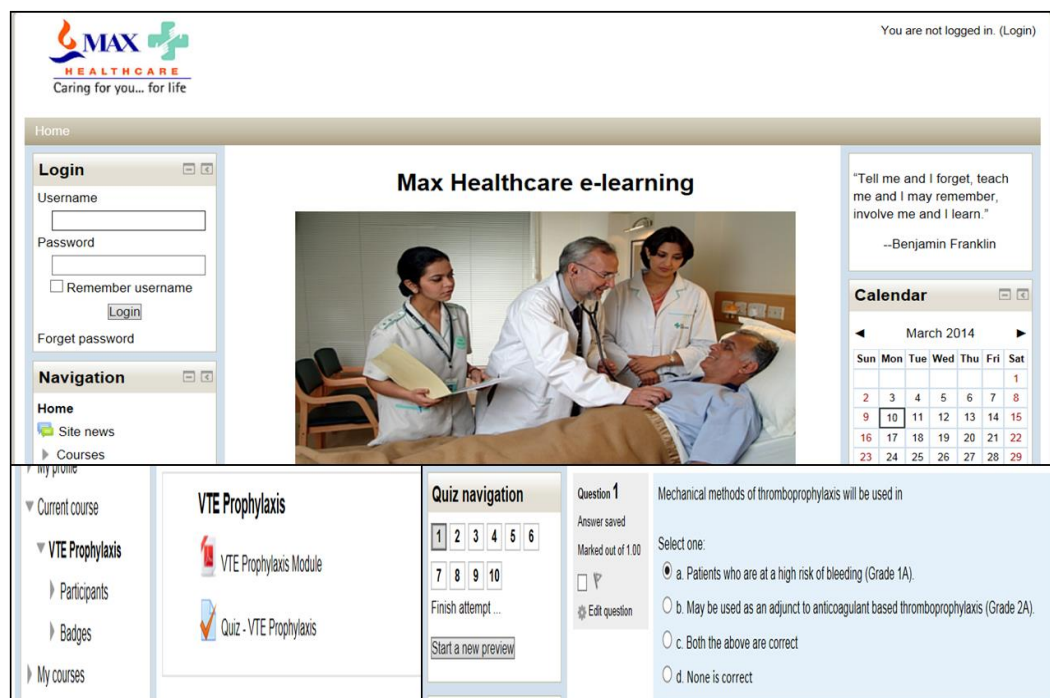 MAX
HEALTHCARE
Caring for you... for life
You are not logged in. (Login)
Home
Login
Username
Password
Remember username
Login
Forget password
Navigation
Home
Site news
Courses
Max Healthcare e-learning
“Tell me and I forget, teach
me and I may remember,
involve me and I learn.”
--Benjamin Franklin
Calendar
March 2014
Sun Mon Tue Wed Thu Fri Sat
1
2 3 4 5 6 7 8
9 10 11 12 13 14 15
16 17 18 19 20 21 22
23 24 25 26 27 28 29
My profile
Current course
VTE Prophylaxis
Participants
Badges
My courses
VTE Prophylaxis
VTE Prophylaxis Module
Quiz - VTE Prophylaxis
Quiz navigation
1 2 3 4 5 6
7 8 9 10
Finish attempt ...
Start a new preview
Question 1
Answer saved
Marked out of 1.00
Edit question
Mechanical methods of thromboprophylaxis will be used in
Select one:
a. Patients who are at a high risk of bleeding (Grade 1A).
b. May be used as an adjunct to anticoagulant based thromboprophylaxis (Grade 2A).
c. Both the above are correct
d. None is correct